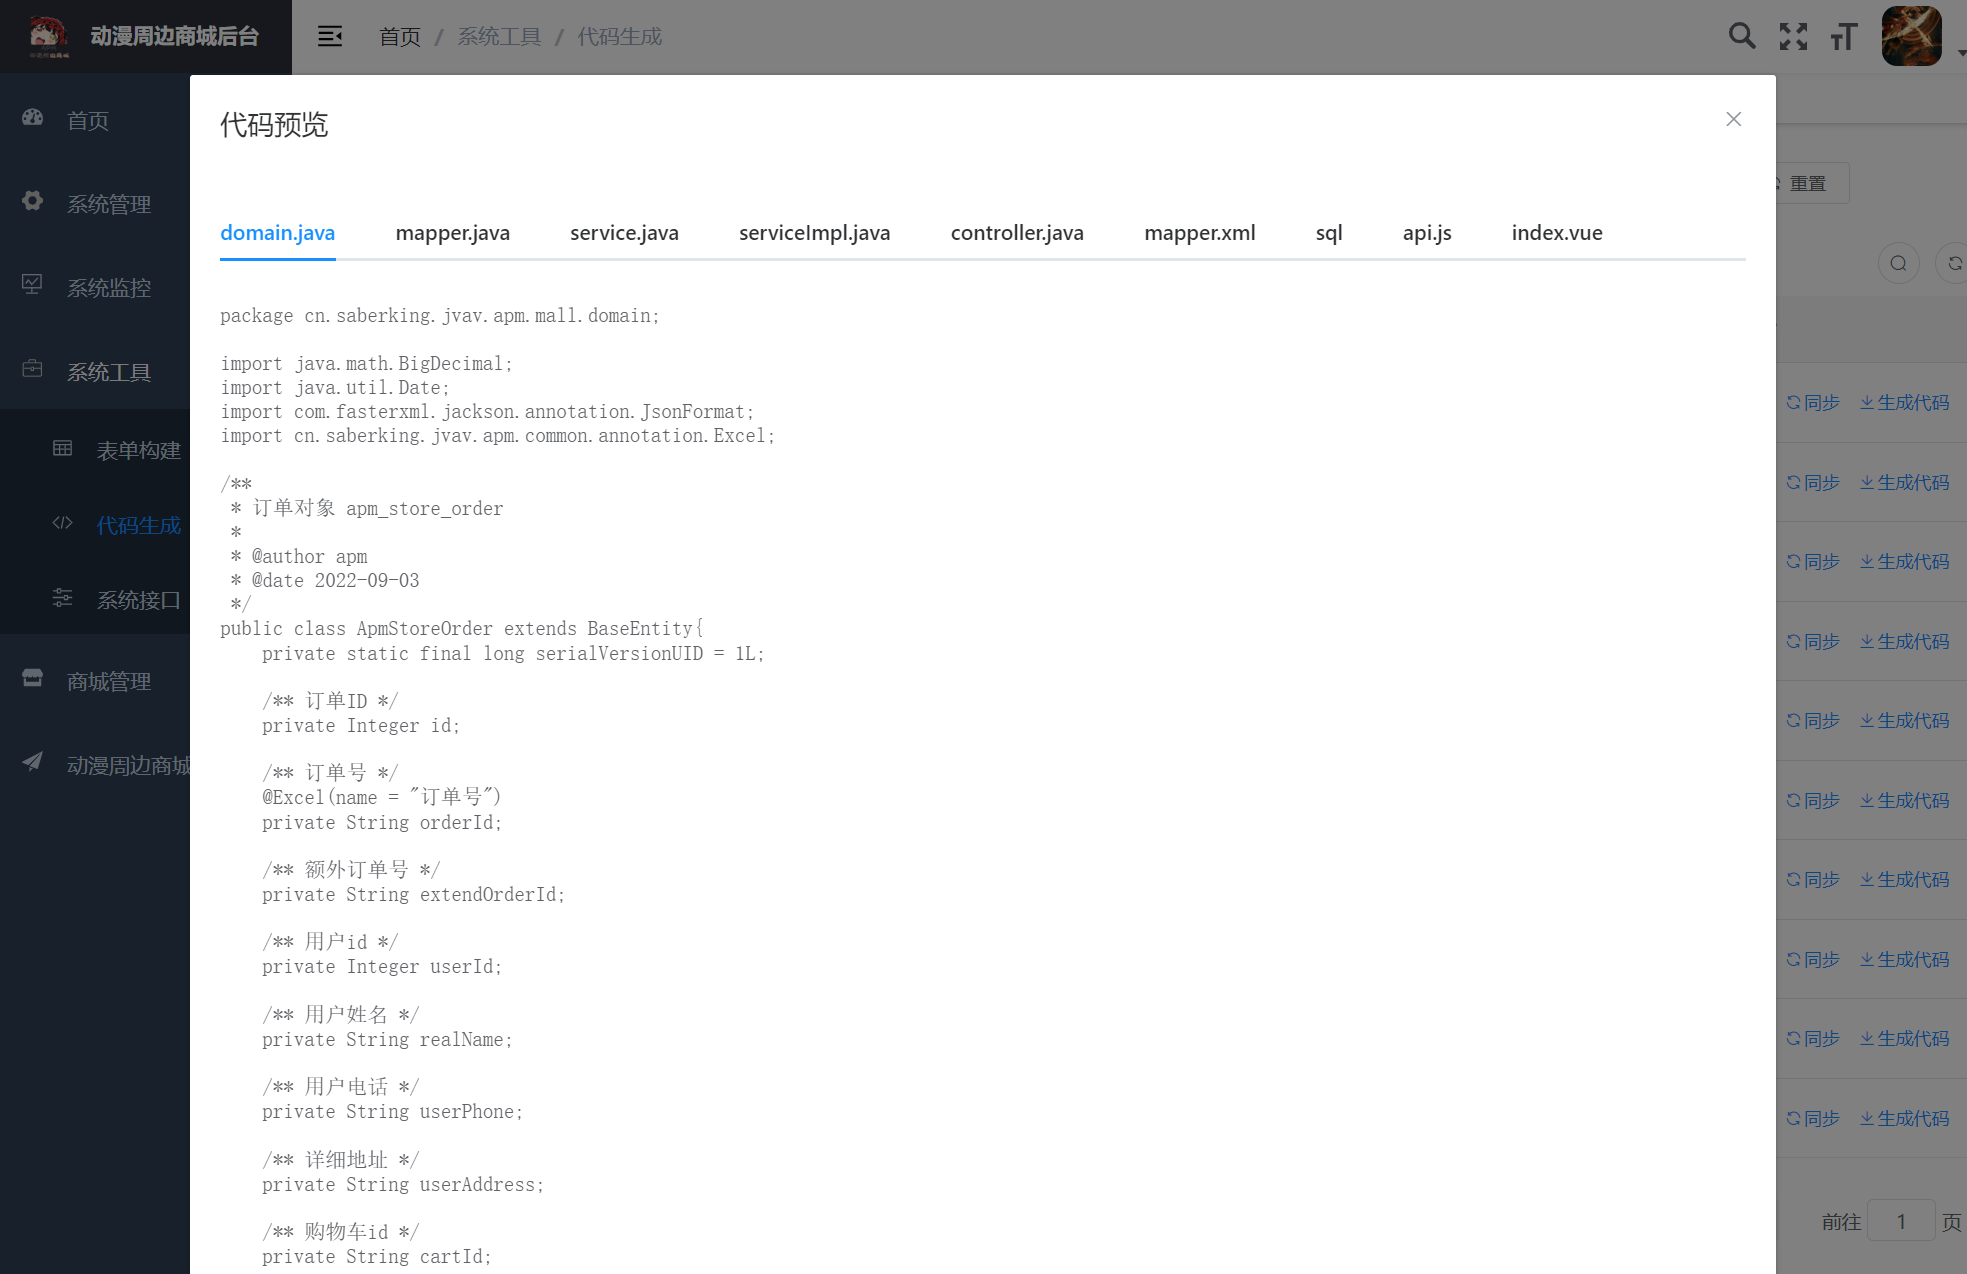 动漫周边商城后台
首页 / 系统工具 / 代码生成
首页
系统管理
系统监控
系统工具
表单构建
代码生成
系统接口
商城管理
动漫周边商城
代码预览
domain.java mapper.java service.java serviceImpl.java controller.java mapper.xml sql api.js index.vue
package cn.saberking.jvav.apm.mall.domain;
import java.math.BigDecimal;
import java.util.Date;
import com.fasterxml.jackson.annotation.JsonFormat;
import cn.saberking.jvav.apm.common.annotation.Excel;
/**
 * 订单对象 apm_store_order
 *
 * @author apm
 * @date 2022-09-03
 */
public class ApmStoreOrder extends BaseEntity{
    private static final long serialVersionUID = 1L;
    /** 订单ID */
    private Integer id;
    /** 订单号 */
    @Excel(name = "订单号")
    private String orderId;
    /** 额外订单号 */
    private String extendOrderId;
    /** 用户id */
    private Integer userId;
    /** 用户姓名 */
    private String realName;
    /** 用户电话 */
    private String userPhone;
    /** 详细地址 */
    private String userAddress;
    /** 购物车id */
    private String cartId;
重置
同步 生成代码
同步 生成代码
同步 生成代码
同步 生成代码
同步 生成代码
同步 生成代码
同步 生成代码
同步 生成代码
同步 生成代码
同步 生成代码
前往 1 页